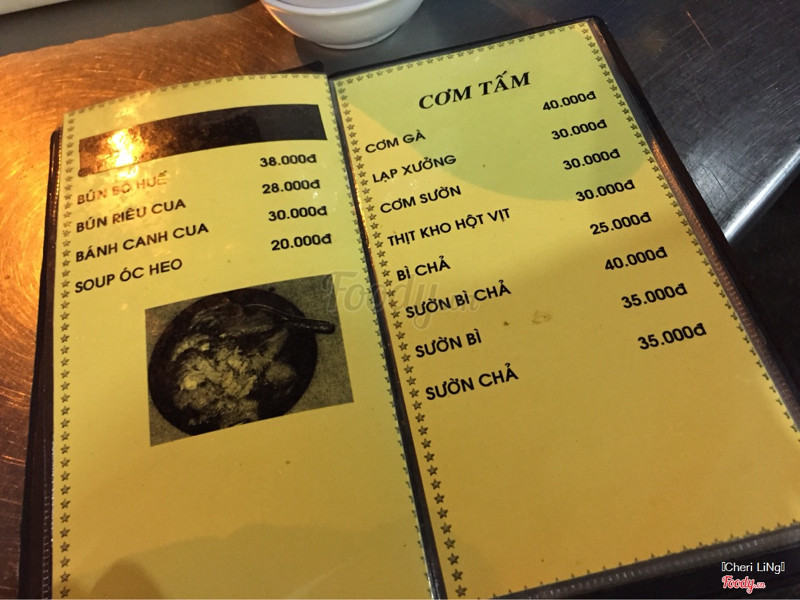 BÚN BÒ HUẾ 38.000đ
BÚN RIÊU CUA 28.000đ
BÁNH CANH CUA 30.000đ
SOUP ÓC HEO 20.000đ
CƠM TẤM
CƠM GÀ 40.000đ
LẠP XƯỞNG 30.000đ
CƠM SƯỜN 30.000đ
THỊT KHO HỘT VỊT 30.000đ
BÌ CHẢ 25.000đ
SƯỜN BÌ CHẢ 40.000đ
SƯỜN BÌ 35.000đ
SƯỜN CHẢ 35.000đ
Foody.vn
Cheri LiNg
Foody.vn